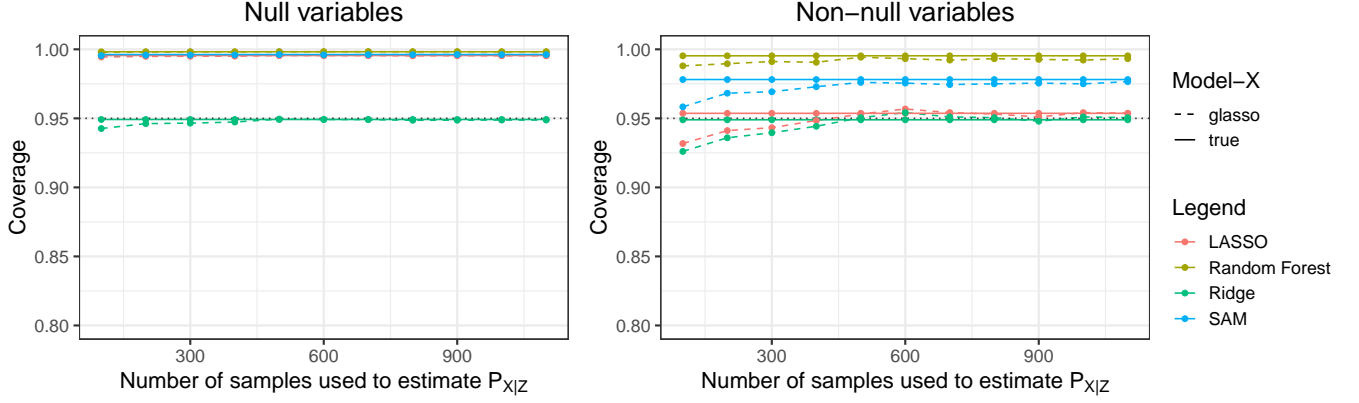 Null variables
Non−null variables
Coverage
1.00
0.95
0.90
0.85
0.80
300
600
900
Number of samples used to estimate P_X|Z
Coverage
1.00
0.95
0.90
0.85
0.80
300
600
900
Number of samples used to estimate P_X|Z
Model−X
glasso
true
Legend
LASSO
Random Forest
Ridge
SAM